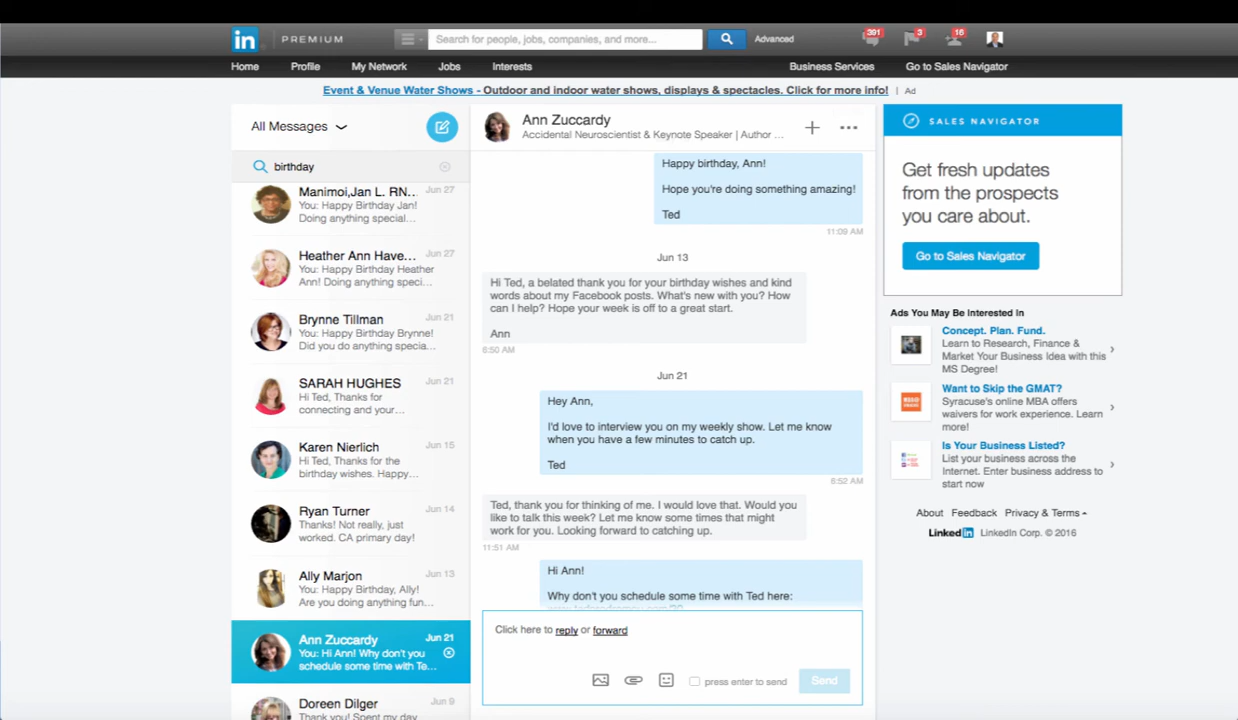 in PREMIUM
Search for people, jobs, companies, and more...
Advanced
391
3
16
Home Profile My Network Jobs Interests Business Services Go to Sales Navigator
Event & Venue Water Shows - Outdoor and indoor water shows, displays & spectacles. Click for more info! | Ad
All Messages
birthday
Manimoi,Jan L. RN... Jun 27
You: Happy Birthday Jan!
Doing anything special...
Heather Ann Have... Jun 27
You: Happy Birthday Heather
Ann! Doing anything speci...
Brynne Tillman Jun 21
You: Happy Birthday Brynne!
Did you do anything specia...
SARAH HUGHES Jun 21
Hi Ted, Thanks for
connecting and your...
Karen Nierlich Jun 15
Hi Ted, Thanks for the
birthday wishes. Happy...
Ryan Turner Jun 14
Thanks! Not really, just
worked. CA primary day!
Ally Marjon Jun 13
You: Happy Birthday, Ally!
Are you doing anything fun...
Ann Zuccardy Jun 21
You: Hi Ann! Why don't you
schedule some time with Te...
Doreen Dilger Jun 9
Thank you! Spent my day
Ann Zuccardy
Accidental Neuroscientist & Keynote Speaker | Author ...
Happy birthday, Ann!
Hope you're doing something amazing!
Ted
11:09 AM
Jun 13
Hi Ted, a belated thank you for your birthday wishes and kind
words about my Facebook posts. What's new with you? How
can I help? Hope your week is off to a great start.
Ann
6:50 AM
Jun 21
Hey Ann,
I'd love to interview you on my weekly show. Let me know
when you have a few minutes to catch up.
Ted
6:52 AM
Ted, thank you for thinking of me. I would love that. Would you
like to talk this week? Let me know some times that might
work for you. Looking forward to catching up.
11:51 AM
Hi Ann!
Why don't you schedule some time with Ted here:
Click here to reply or forward
press enter to send
Send
SALES NAVIGATOR
Get fresh updates
from the prospects
you care about.
Go to Sales Navigator
Ads You May Be Interested In
Concept. Plan. Fund.
Learn to Research, Finance &
Market Your Business Idea with this
MS Degree!
Want to Skip the GMAT?
Syracuse's online MBA offers
waivers for work experience. Learn
more!
Is Your Business Listed?
List your business across the
Internet. Enter business address to
start now
About Feedback Privacy & Terms
Linked in LinkedIn Corp. © 2016